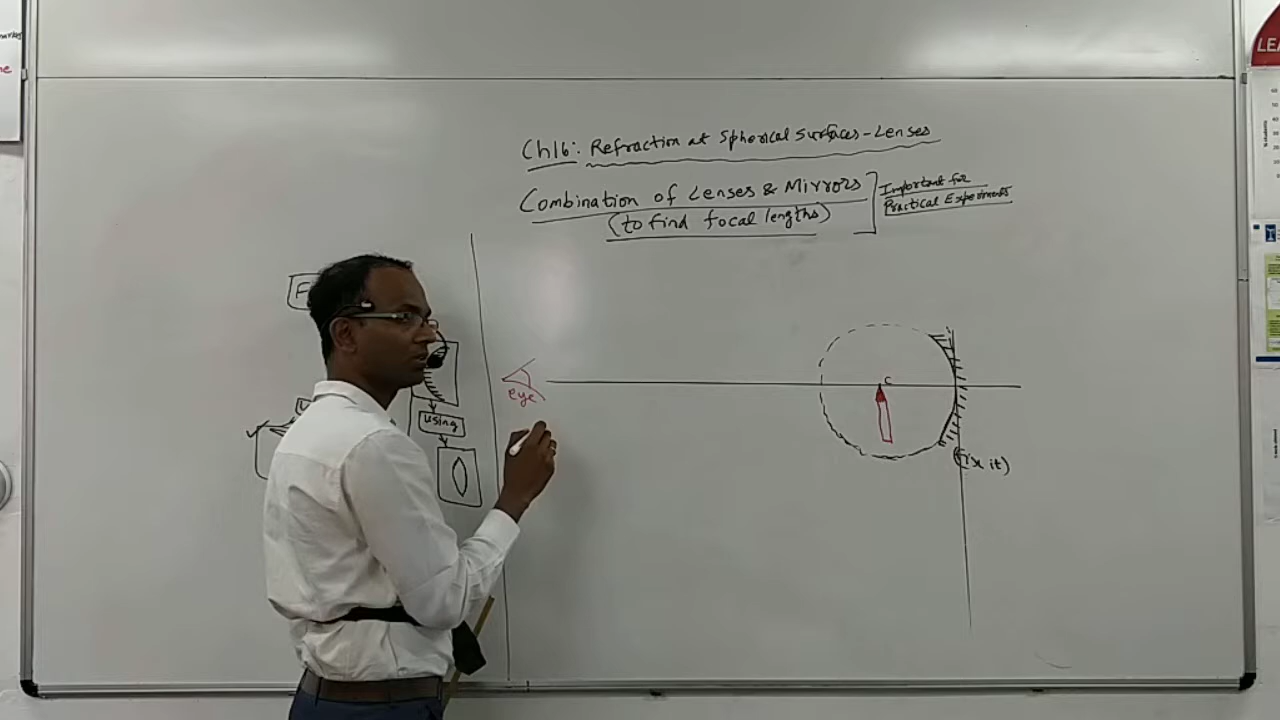 Ch16: Refraction at Spherical Surfaces - Lenses
Combination of Lenses & Mirrors
(to find focal lengths)
Important for
Practical Experiments
F
eye
using
C
(fix it)
LEA